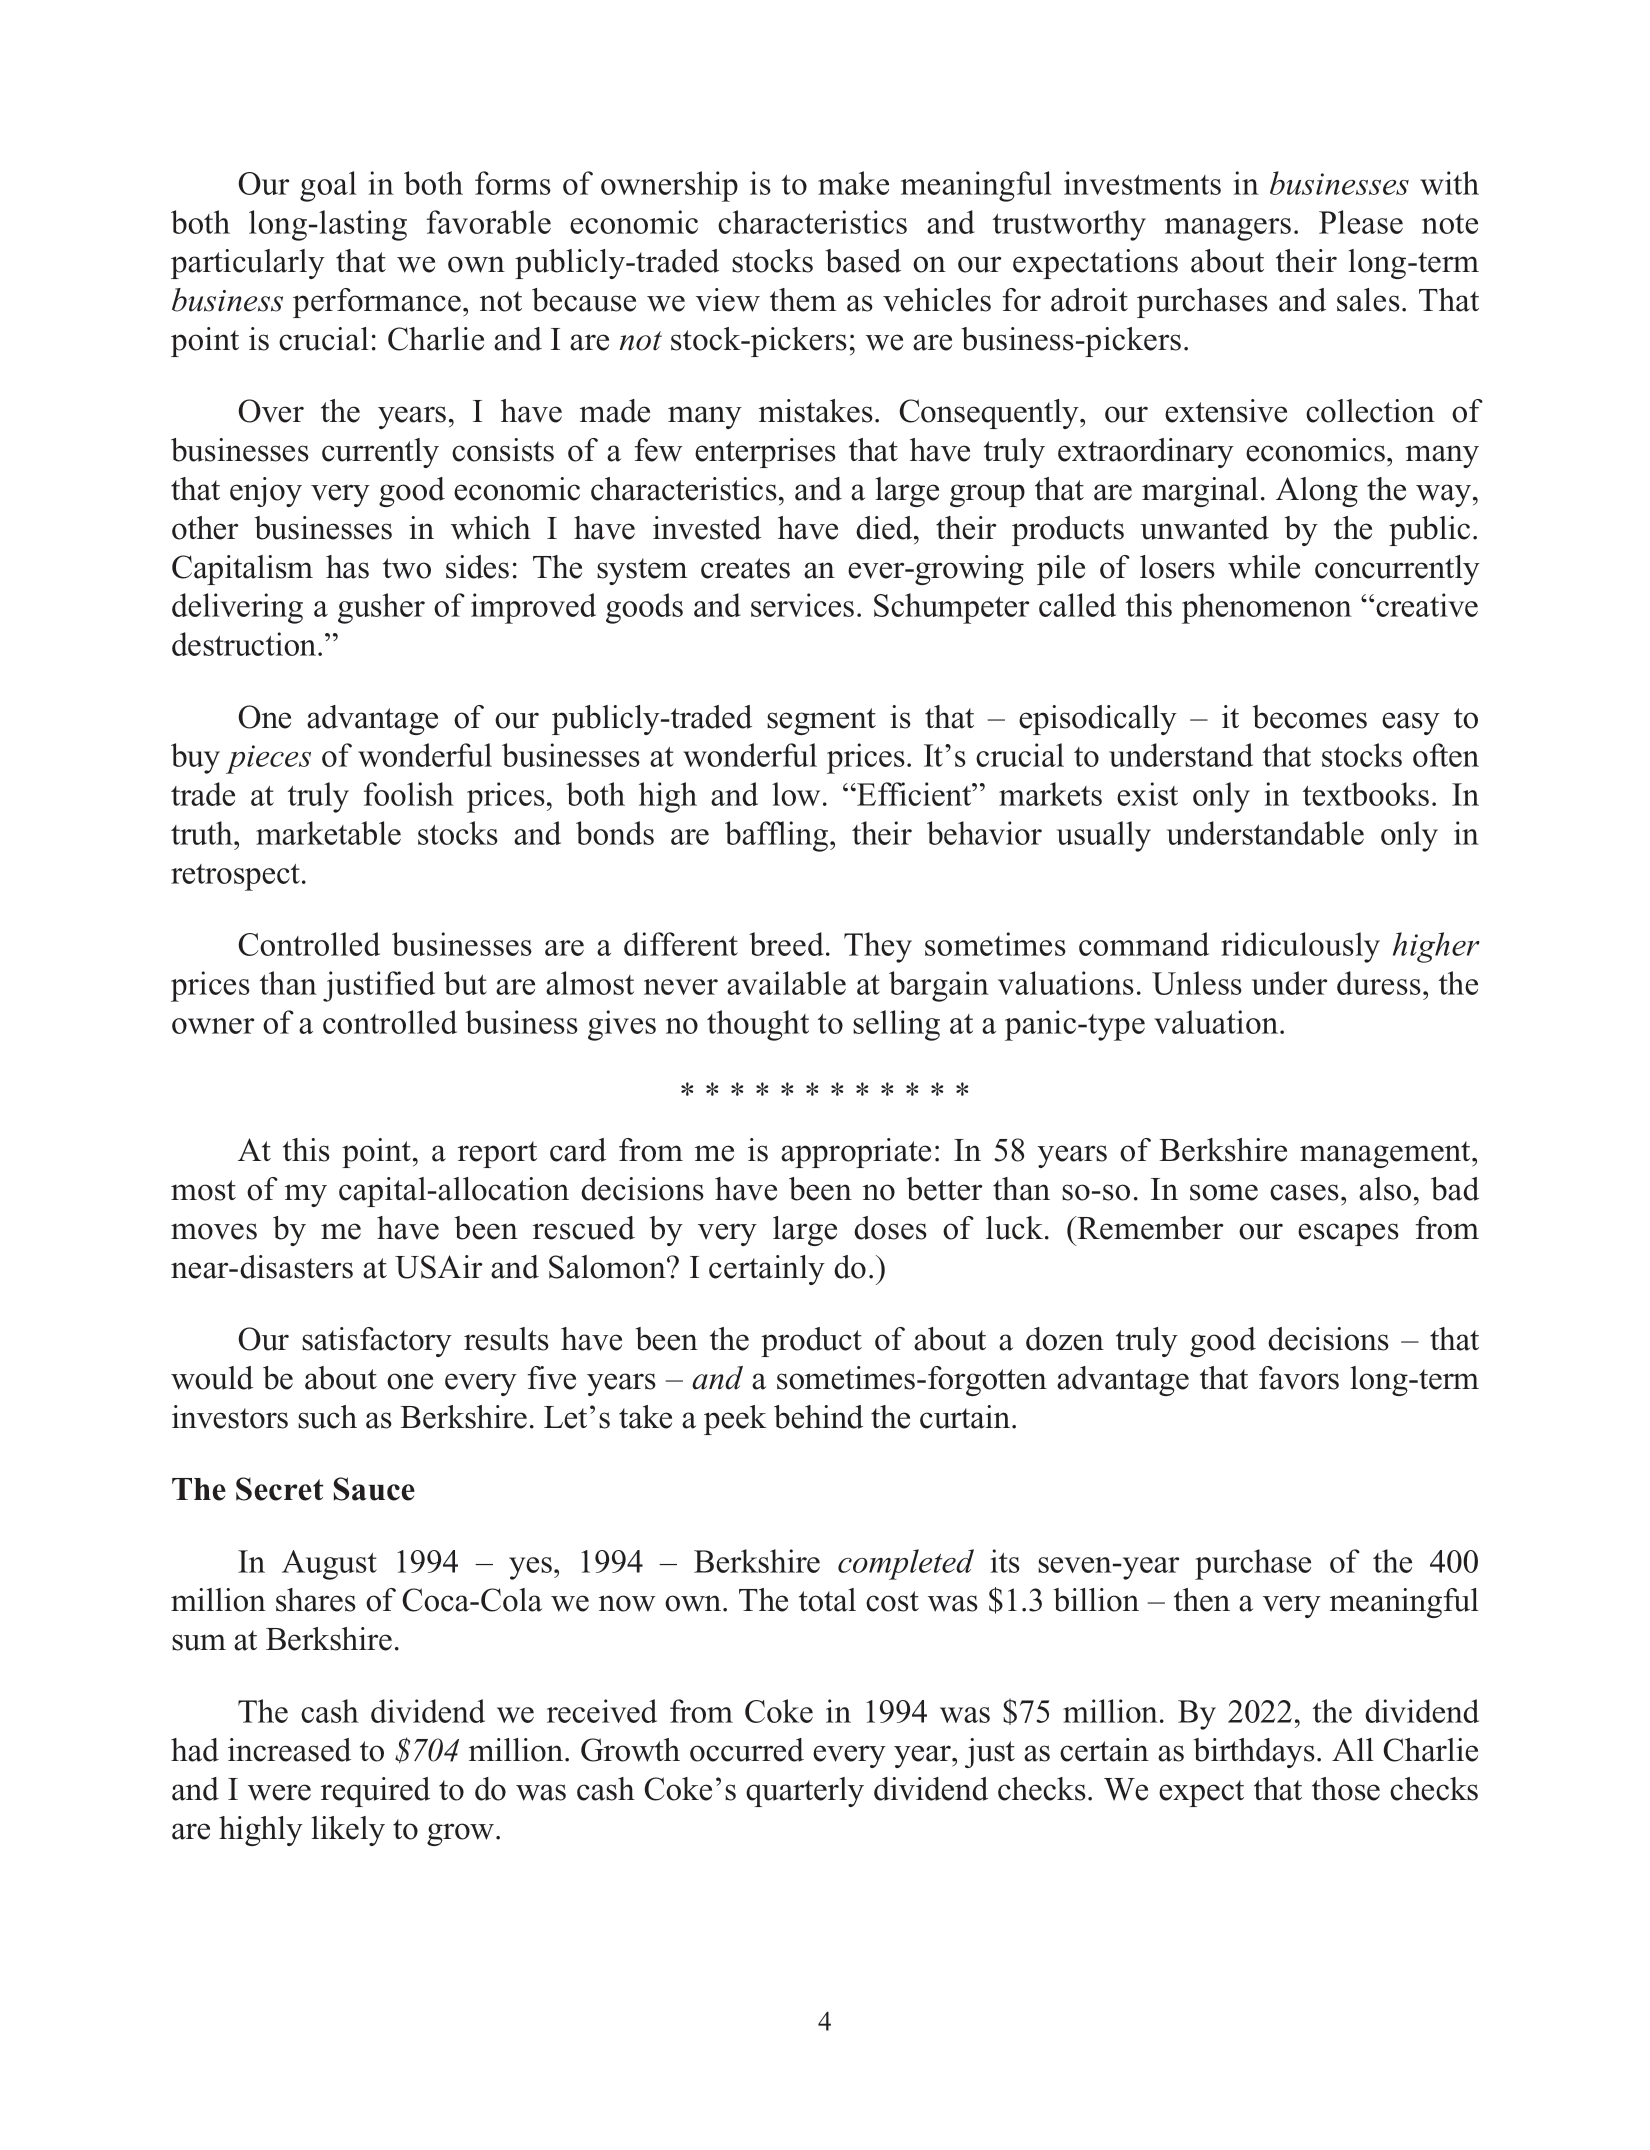 Our goal in both forms of ownership is to make meaningful investments in businesses with
both long-lasting favorable economic characteristics and trustworthy managers. Please note
particularly that we own publicly-traded stocks based on our expectations about their long-term
business performance, not because we view them as vehicles for adroit purchases and sales. That
point is crucial: Charlie and I are not stock-pickers; we are business-pickers.
Over the years, I have made many mistakes. Consequently, our extensive collection of
businesses currently consists of a few enterprises that have truly extraordinary economics, many
that enjoy very good economic characteristics, and a large group that are marginal. Along the way,
other businesses in which I have invested have died, their products unwanted by the public.
Capitalism has two sides: The system creates an ever-growing pile of losers while concurrently
delivering a gusher of improved goods and services. Schumpeter called this phenomenon “creative
destruction.”
One advantage of our publicly-traded segment is that – episodically – it becomes easy to
buy pieces of wonderful businesses at wonderful prices. It’s crucial to understand that stocks often
trade at truly foolish prices, both high and low. “Efficient” markets exist only in textbooks. In
truth, marketable stocks and bonds are baffling, their behavior usually understandable only in
retrospect.
Controlled businesses are a different breed. They sometimes command ridiculously higher
prices than justified but are almost never available at bargain valuations. Unless under duress, the
owner of a controlled business gives no thought to selling at a panic-type valuation.
* * * * * * * * * * * *
At this point, a report card from me is appropriate: In 58 years of Berkshire management,
most of my capital-allocation decisions have been no better than so-so. In some cases, also, bad
moves by me have been rescued by very large doses of luck. (Remember our escapes from
near-disasters at USAir and Salomon? I certainly do.)
Our satisfactory results have been the product of about a dozen truly good decisions – that
would be about one every five years – and a sometimes-forgotten advantage that favors long-term
investors such as Berkshire. Let’s take a peek behind the curtain.
The Secret Sauce
In August 1994 – yes, 1994 – Berkshire completed its seven-year purchase of the 400
million shares of Coca-Cola we now own. The total cost was $1.3 billion – then a very meaningful
sum at Berkshire.
The cash dividend we received from Coke in 1994 was $75 million. By 2022, the dividend
had increased to $704 million. Growth occurred every year, just as certain as birthdays. All Charlie
and I were required to do was cash Coke’s quarterly dividend checks. We expect that those checks
are highly likely to grow.
4